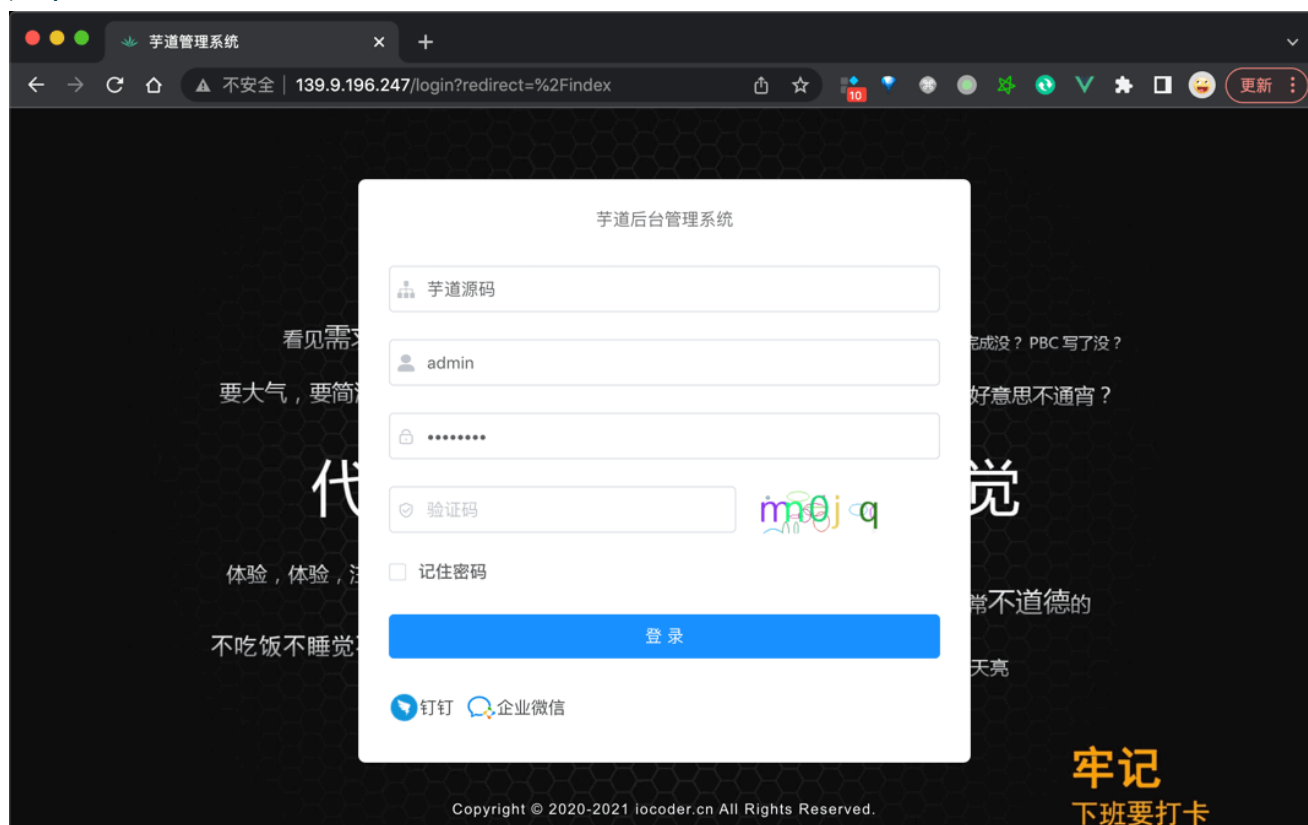 芋道管理系统
不安全 | 139.9.196.247/login?redirect=%2Findex
10
更新
芋道后台管理系统
芋道源码
看见需
完成没？PBC 写了没？
admin
要大气，要简
好意思不通宵？
••••••••
代
觉
验证码
体验，体验，
记住密码
常不道德的
登 录
不吃饭不睡觉
天亮
钉钉
企业微信
牢记
下班要打卡
Copyright © 2020-2021 iocoder.cn All Rights Reserved.